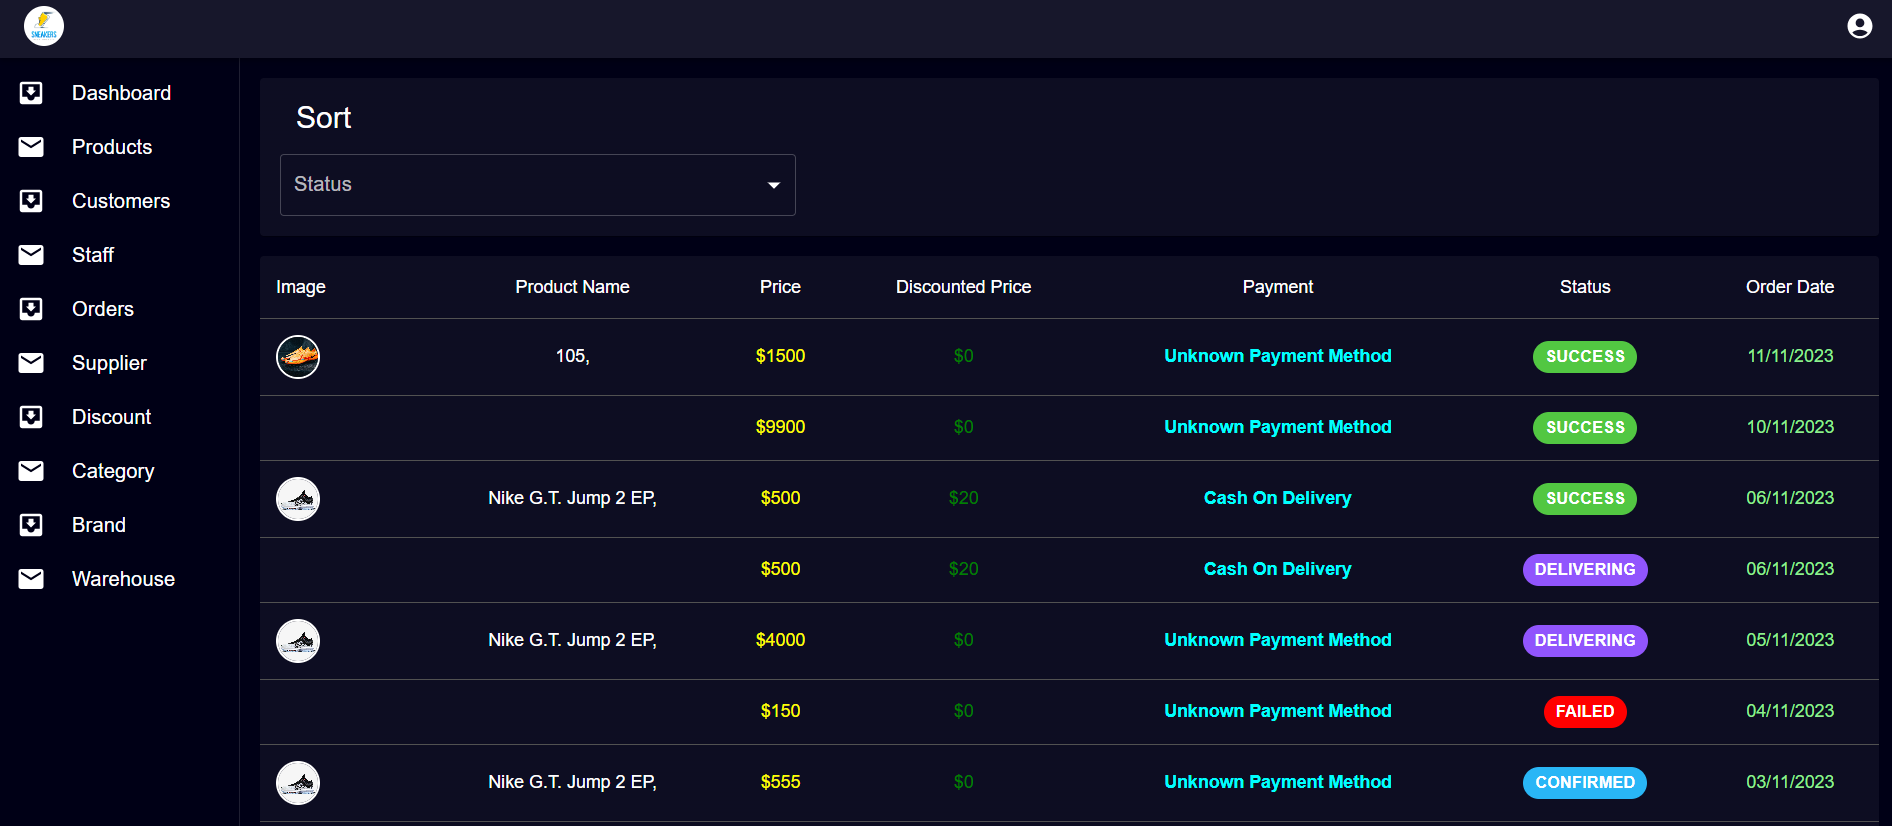 SNEAKERS
Dashboard
Products
Customers
Staff
Orders
Supplier
Discount
Category
Brand
Warehouse
Sort
Status
Image Product Name Price Discounted Price Payment Status Order Date
105, $1500 $0 Unknown Payment Method SUCCESS 11/11/2023
$9900 $0 Unknown Payment Method SUCCESS 10/11/2023
Nike G.T. Jump 2 EP, $500 $20 Cash On Delivery SUCCESS 06/11/2023
$500 $20 Cash On Delivery DELIVERING 06/11/2023
Nike G.T. Jump 2 EP, $4000 $0 Unknown Payment Method DELIVERING 05/11/2023
$150 $0 Unknown Payment Method FAILED 04/11/2023
Nike G.T. Jump 2 EP, $555 $0 Unknown Payment Method CONFIRMED 03/11/2023